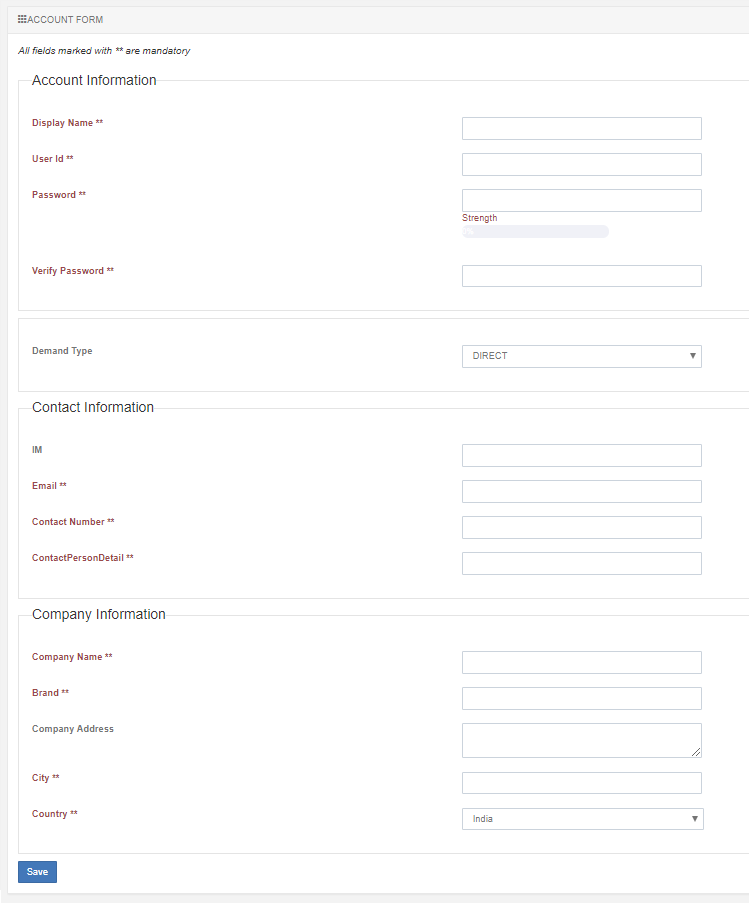 ACCOUNT FORM
All fields marked with ** are mandatory
Account Information
Display Name **
User Id **
Password **
Strength
Verify Password **
Demand Type
DIRECT
Contact Information
IM
Email **
Contact Number **
ContactPersonDetail **
Company Information
Company Name **
Brand **
Company Address
City **
Country **
India
Save